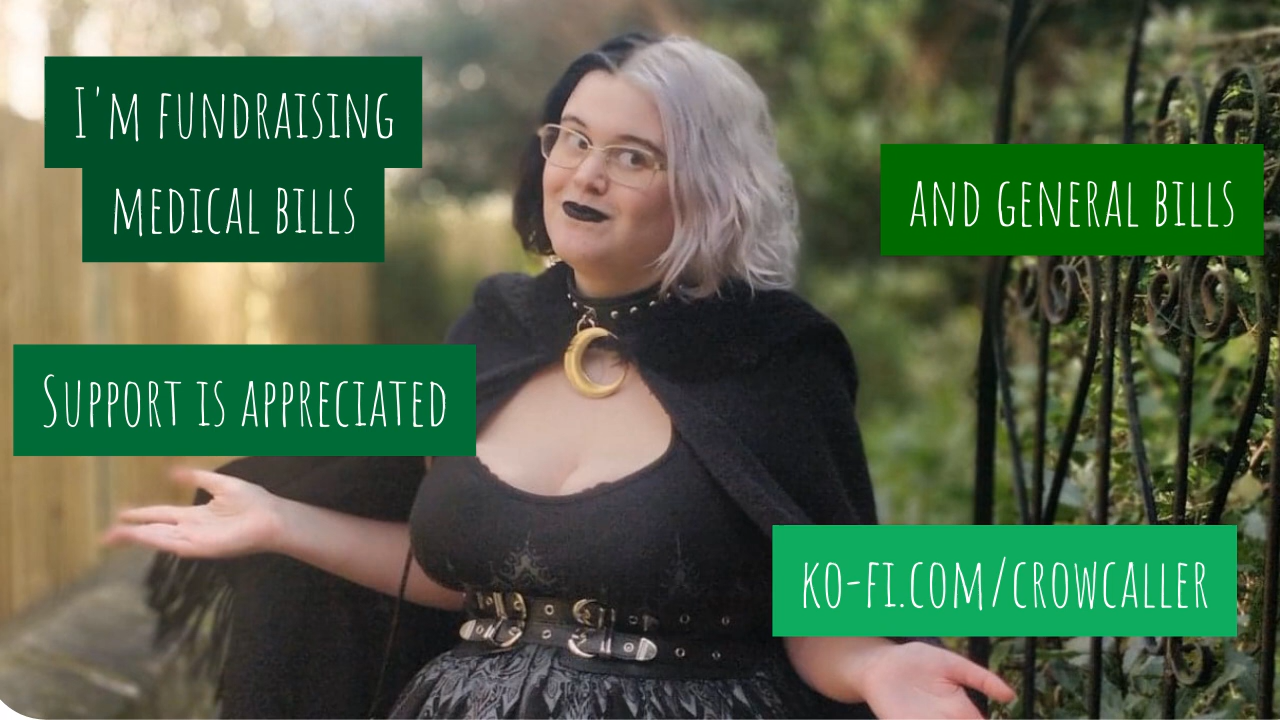 I'm fundraising
medical bills
and general bills
Support is appreciated
ko-fi.com/crowcaller